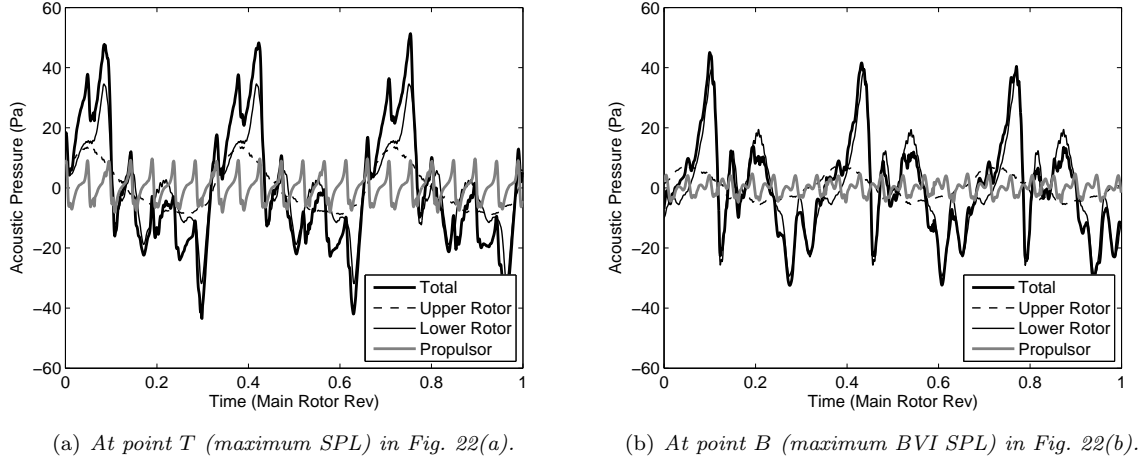 60
40
20
0
−20
−40
−60
Acoustic Pressure (Pa)
0 0.2 0.4 0.6 0.8 1
Time (Main Rotor Rev)
Total
Upper Rotor
Lower Rotor
Propulsor
(a) At point T (maximum SPL) in Fig. 22(a).
60
40
20
0
−20
−40
−60
Acoustic Pressure (Pa)
0 0.2 0.4 0.6 0.8 1
Time (Main Rotor Rev)
Total
Upper Rotor
Lower Rotor
Propulsor
(b) At point B (maximum BVI SPL) in Fig. 22(b).